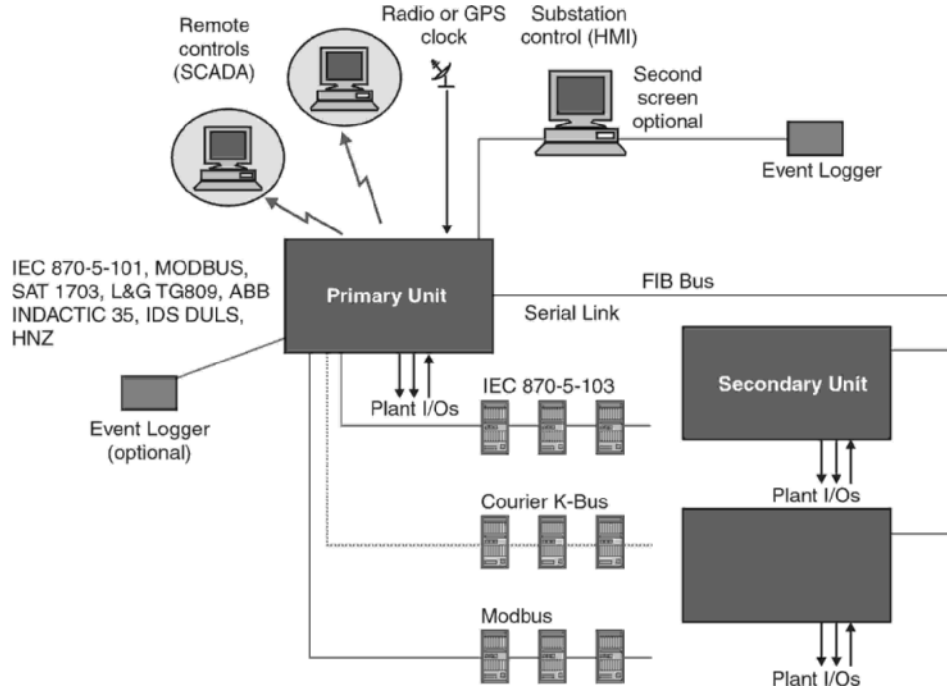 Remote
controls
(SCADA)
Radio or GPS
clock
Substation
control (HMI)
Second
screen
optional
Event Logger
IEC 870-5-101, MODBUS,
SAT 1703, L&G TG809, ABB
INDACTIC 35, IDS DULS,
HNZ
Primary Unit
FIB Bus
Serial Link
Event Logger
(optional)
Plant I/Os
IEC 870-5-103
Secondary Unit
Plant I/Os
Courier K-Bus
Modbus
Plant I/Os